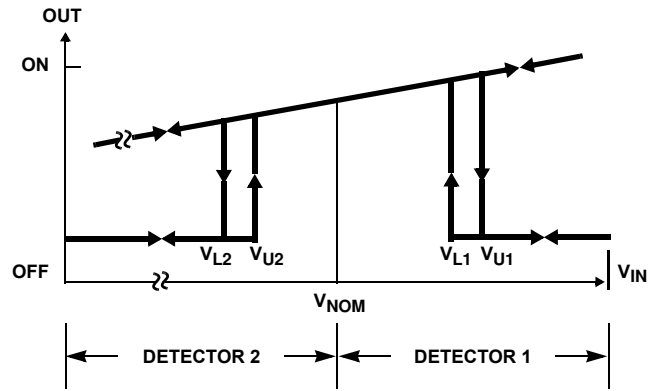 OUT
ON
OFF
V_L2 V_U2 V_L1 V_U1 V_IN
V_NOM
DETECTOR 2 DETECTOR 1